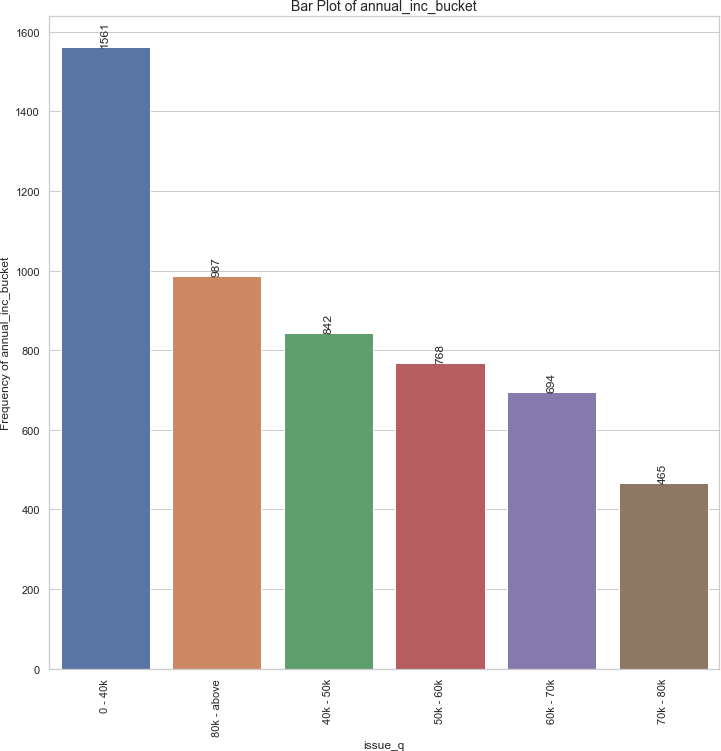 Bar Plot of annual_inc_bucket
Frequency of annual_inc_bucket
1600
1400
1200
1000
800
600
400
200
0
1561
987
842
768
694
465
0 - 40k
80k - above
40k - 50k
50k - 60k
60k - 70k
70k - 80k
issue_q